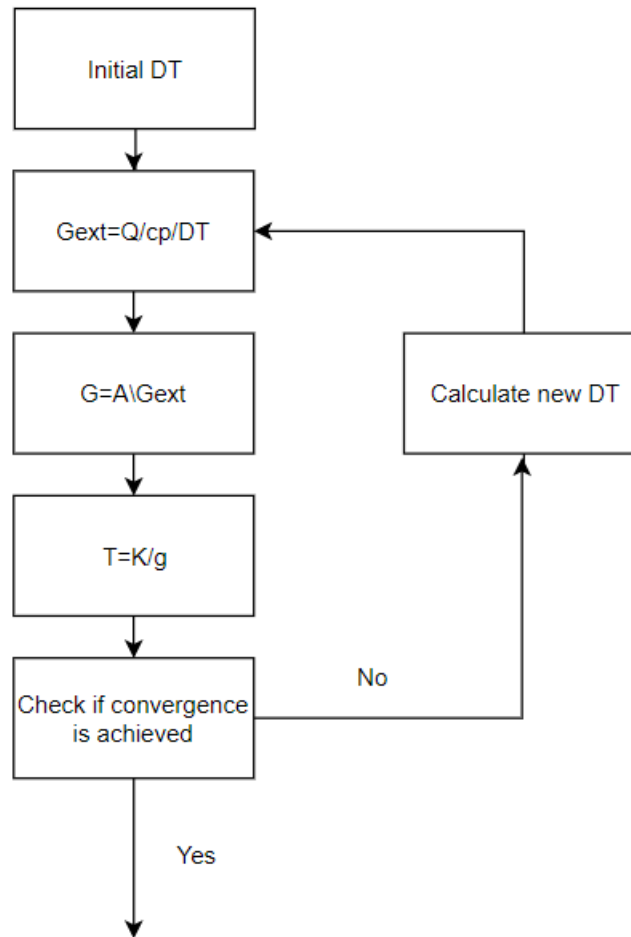 Initial DT
Gext=Q/cp/DT
G=A\Gext
Calculate new DT
T=K/g
Check if convergence
is achieved
No
Yes